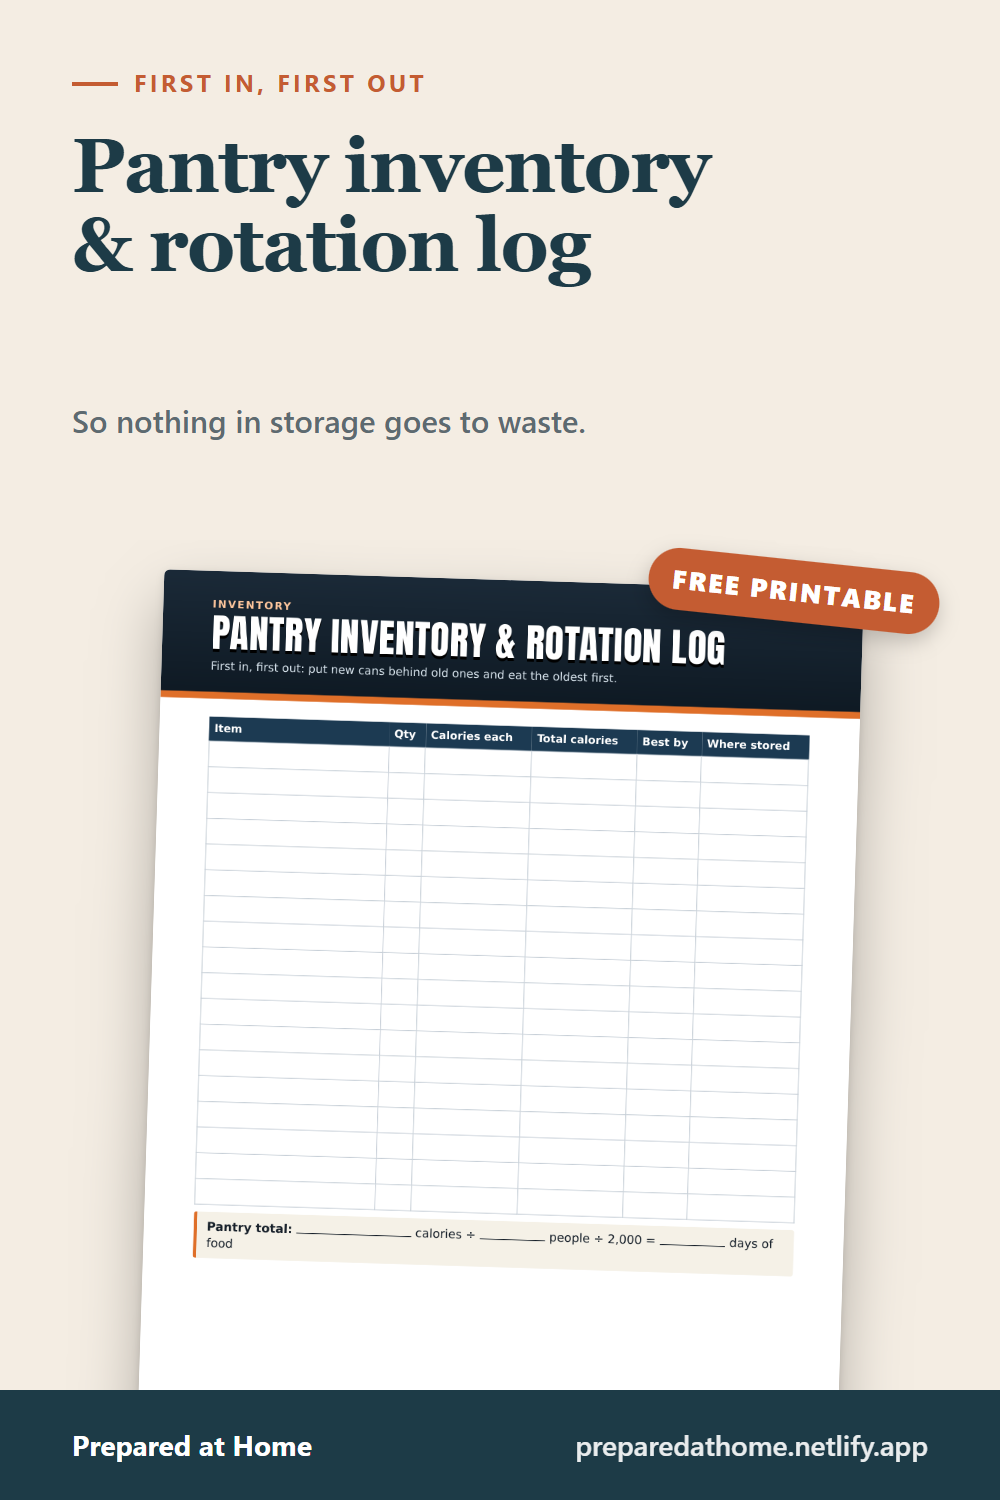 FIRST IN, FIRST OUT
Pantry inventory
& rotation log
So nothing in storage goes to waste.
FREE PRINTABLE
INVENTORY
PANTRY INVENTORY & ROTATION LOG
First in, first out: put new cans behind old ones and eat the oldest first.
Item Qty Calories each Total calories Best by Where stored
Pantry total: ____________ calories ÷ _______ people ÷ 2,000 = _______ days of
food
Prepared at Home preparedathome.netlify.app